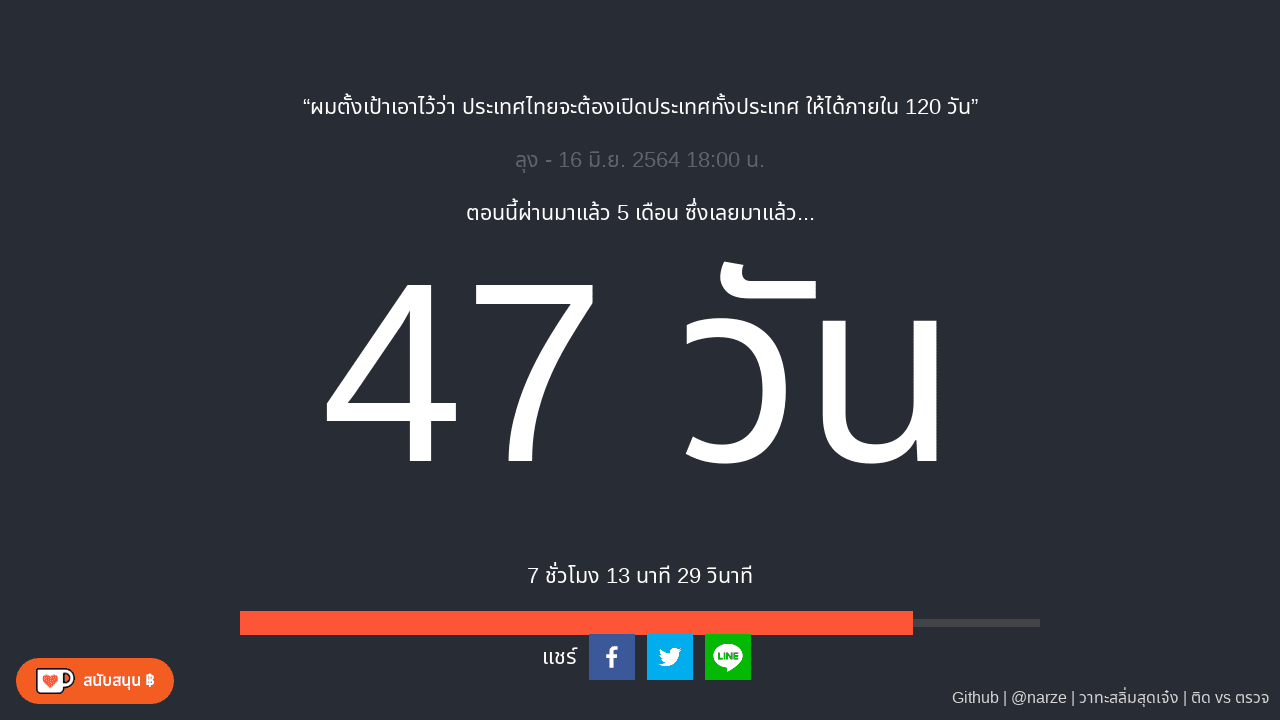 “ผมตั้งเป้าเอาไว้ว่า ประเทศไทยจะต้องเปิดประเทศทั้งประเทศ ให้ได้ภายใน 120 วัน”
ลุง - 16 มิ.ย. 2564 18:00 น.
ตอนนี้ผ่านมาแล้ว 5 เดือน ซึ่งเลยมาแล้ว...
47 วัน
7 ชั่วโมง 13 นาที 29 วินาที
แชร์
LINE
สนับสนุน ฿
Github | @narze | วาทะสลิ่มสุดเจ๋ง | ติด vs ตรวจ